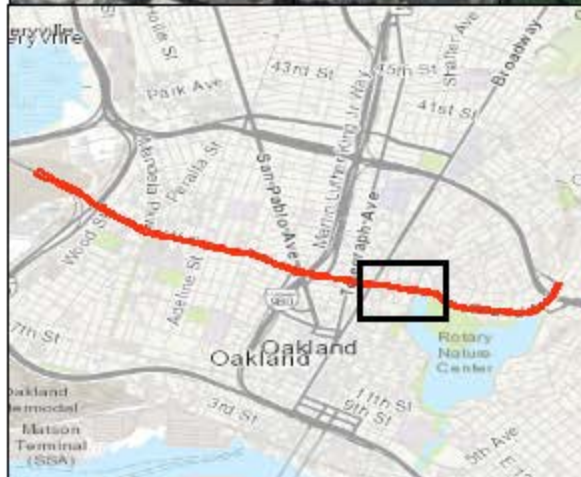 Park Ave
43rd St
45th St
Shafter Ave
Broadway
41st St
Mandela Pkwy
Peralta St
San Pablo Ave
Martin Luther King Jr Way
Telegraph Ave
Wood St
Adeline St
980
7th St
Oakland
Oakland
Rotary
Nature
Center
3rd St
11th St
9th St
5th Ave
Oakland
Matson
Terminal
(SSA)